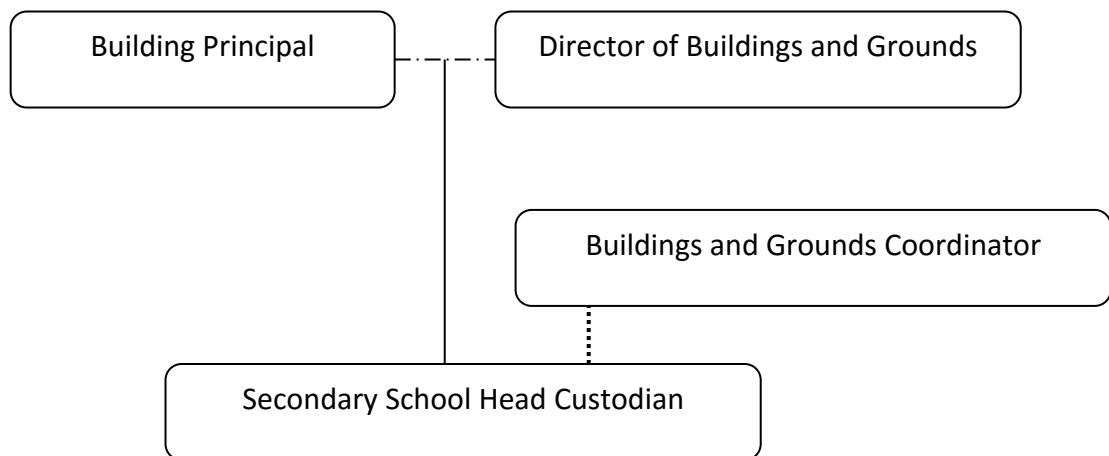 Building Principal
Director of Buildings and Grounds
Buildings and Grounds Coordinator
Secondary School Head Custodian